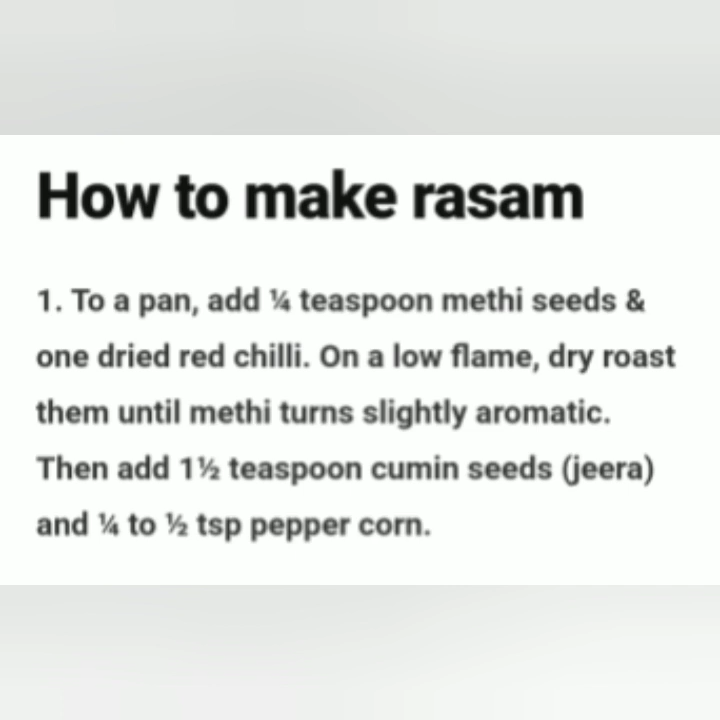 How to make rasam
1. To a pan, add ¼ teaspoon methi seeds &
one dried red chilli. On a low flame, dry roast
them until methi turns slightly aromatic.
Then add 1½ teaspoon cumin seeds (jeera)
and ¼ to ½ tsp pepper corn.